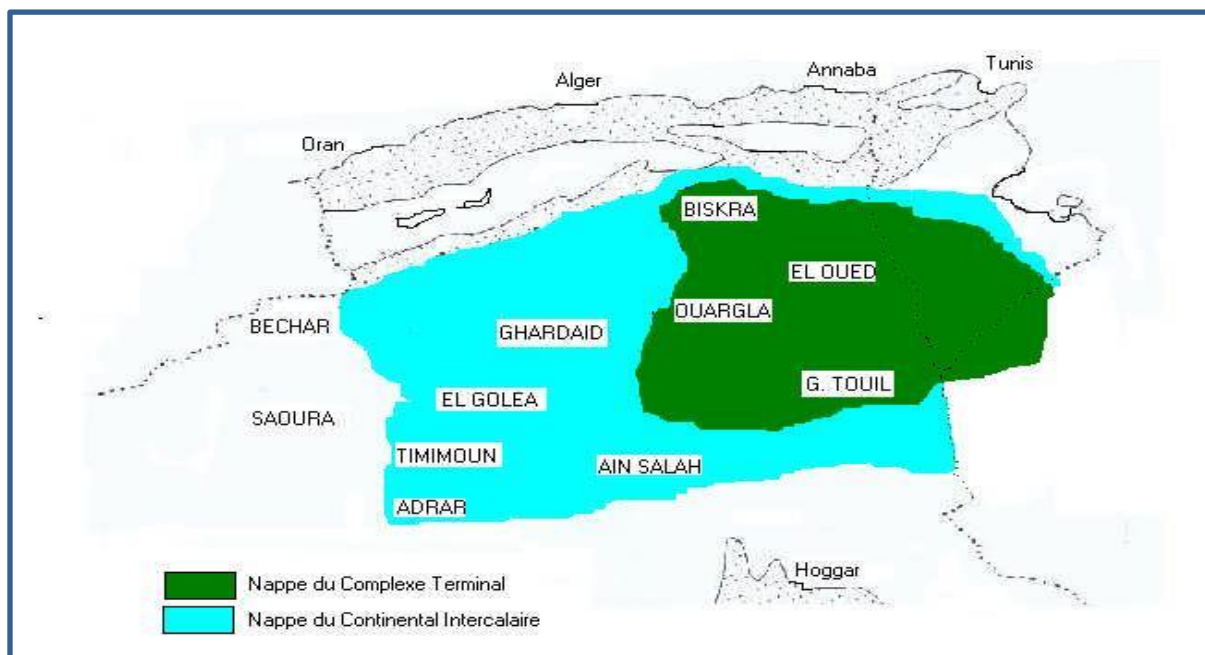 Tunis
Annaba
Alger
Oran
BISKRA
EL OUED
OUARGLA
BECHAR
GHARDAID
G. TOUIL
EL GOLEA
SAOURA
TIMIMOUN
AIN SALAH
ADRAR
Hoggar
Nappe du Complexe Terminal
Nappe du Continental Intercalaire